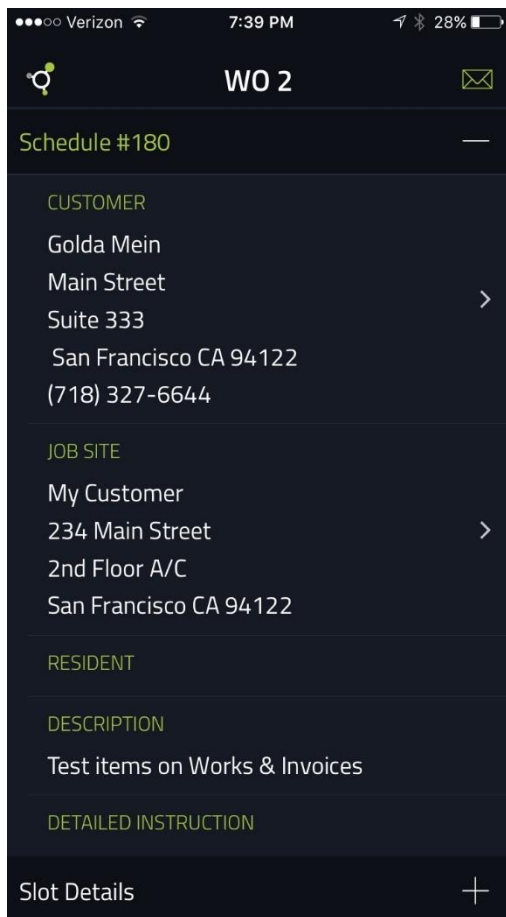 Verizon 7:39 PM 28%
WO 2
Schedule #180
CUSTOMER
Golda Mein
Main Street
Suite 333
San Francisco CA 94122
(718) 327-6644
JOB SITE
My Customer
234 Main Street
2nd Floor A/C
San Francisco CA 94122
RESIDENT
DESCRIPTION
Test items on Works & Invoices
DETAILED INSTRUCTION
Slot Details